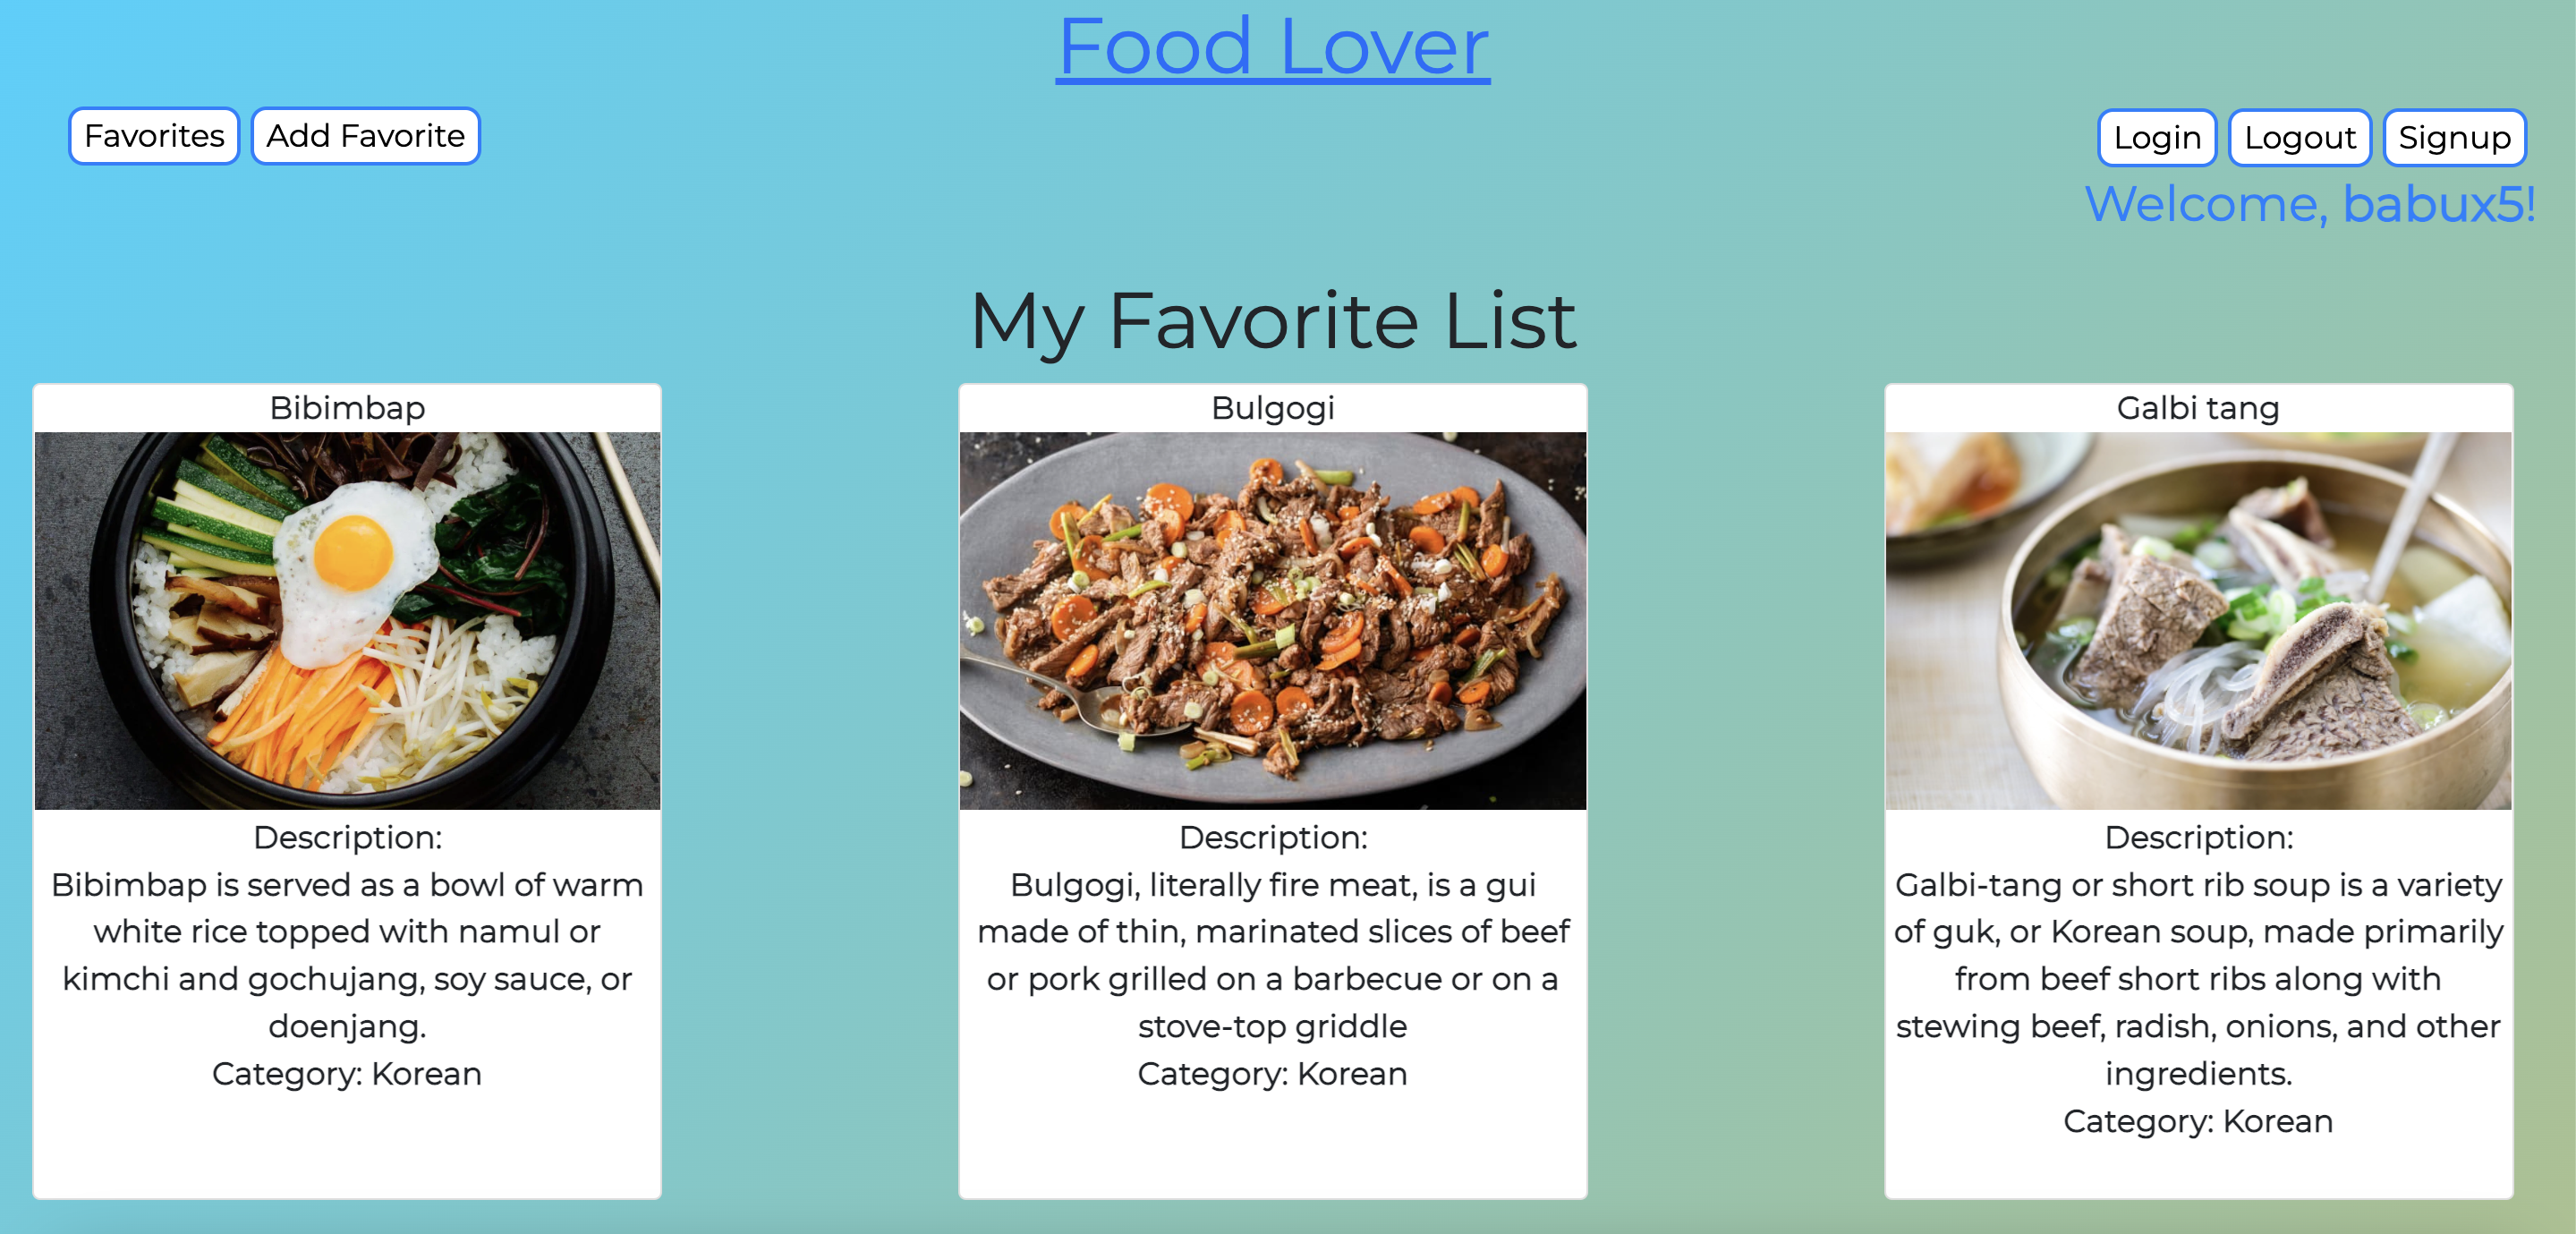 Food Lover
Favorites Add Favorite
Login Logout Signup
Welcome, babux5!
My Favorite List
Bibimbap
Description:
Bibimbap is served as a bowl of warm
white rice topped with namul or
kimchi and gochujang, soy sauce, or
doenjang.
Category: Korean
Bulgogi
Description:
Bulgogi, literally fire meat, is a gui
made of thin, marinated slices of beef
or pork grilled on a barbecue or on a
stove-top griddle
Category: Korean
Galbi tang
Description:
Galbi-tang or short rib soup is a variety
of guk, or Korean soup, made primarily
from beef short ribs along with
stewing beef, radish, onions, and other
ingredients.
Category: Korean